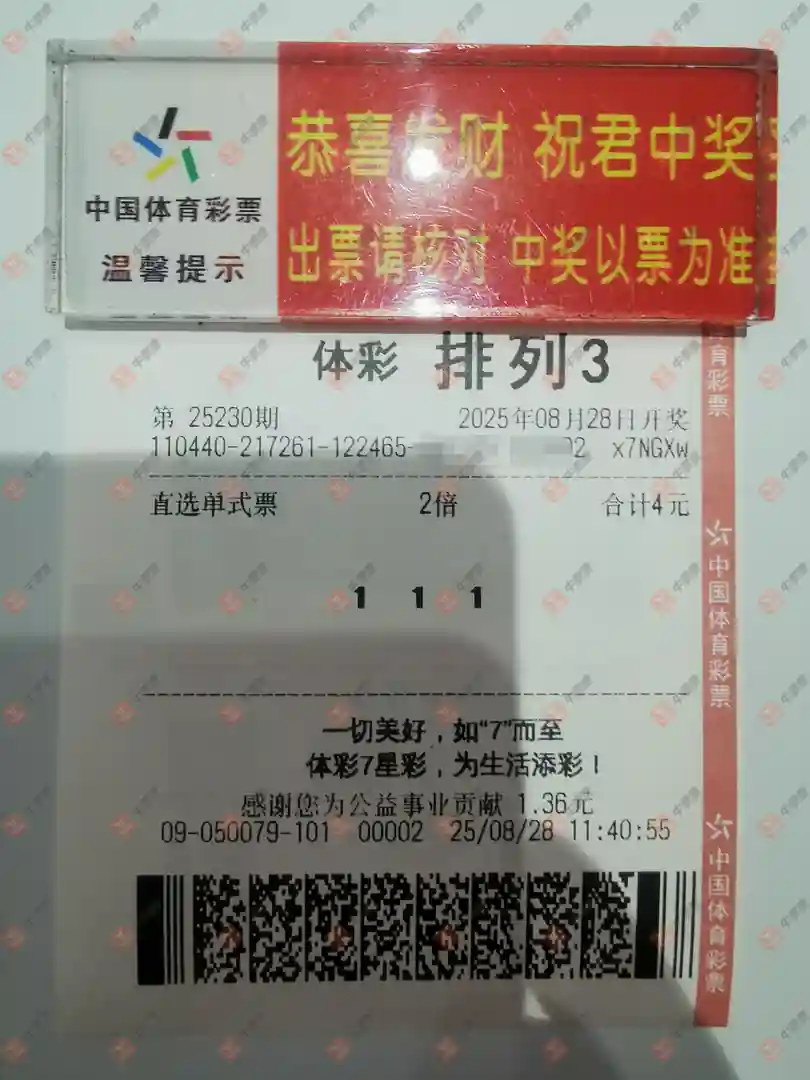 中国体育彩票
温馨提示
恭喜发财 祝君中奖
出票请核对 中奖以票为准
体彩 排列3
第 25230期 2025年08月28日开奖
110440-217261-122465- 02 x7NGXw
直选单式票 2倍 合计4元
1 1 1
一切美好，如“7”而至
体彩7星彩，为生活添彩！
感谢您为公益事业贡献 1.36元
09-050079-101 00002 25/08/28 11:40:55
育彩票
中国体育彩票
中国体育彩票